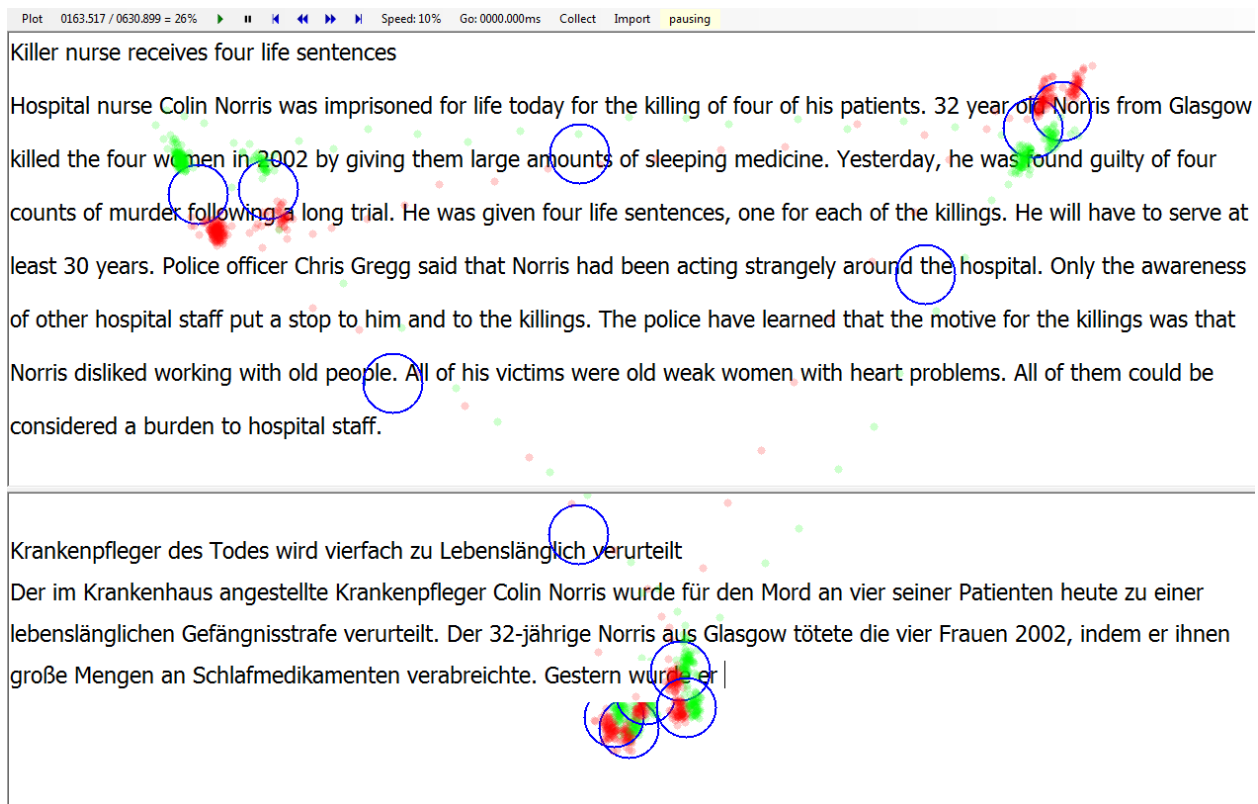 Plot 0163.517 / 0630.899 = 26% Speed: 10% Go: 0000.000ms Collect Import pausing
Killer nurse receives four life sentences
Hospital nurse Colin Norris was imprisoned for life today for the killing of four of his patients. 32 year old Norris from Glasgow
killed the four women in 2002 by giving them large amounts of sleeping medicine. Yesterday, he was found guilty of four
counts of murder following a long trial. He was given four life sentences, one for each of the killings. He will have to serve at
least 30 years. Police officer Chris Gregg said that Norris had been acting strangely around the hospital. Only the awareness
of other hospital staff put a stop to him and to the killings. The police have learned that the motive for the killings was that
Norris disliked working with old people. All of his victims were old weak women with heart problems. All of them could be
considered a burden to hospital staff.
Krankenpfleger des Todes wird vierfach zu Lebenslänglich verurteilt
Der im Krankenhaus angestellte Krankenpfleger Colin Norris wurde für den Mord an vier seiner Patienten heute zu einer
lebenslänglichen Gefängnisstrafe verurteilt. Der 32-jährige Norris aus Glasgow tötete die vier Frauen 2002, indem er ihnen
große Mengen an Schlafmedikamenten verabreichte. Gestern wurde er